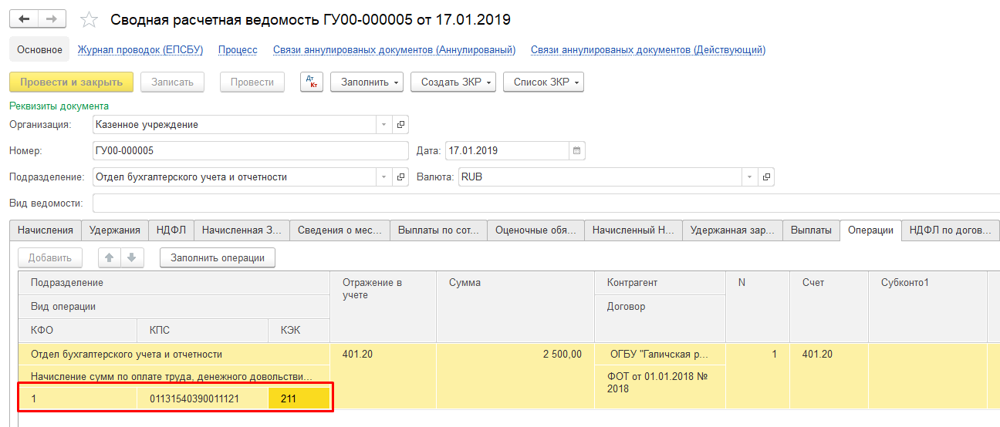 Сводная расчетная ведомость ГУ00-000005 от 17.01.2019
Основное Журнал проводок (ЕПСБУ) Процесс Связи аннулированых документов (Аннулированый) Связи аннулированых документов (Действующий)
Провести и закрыть Записать Провести Дт Кт Заполнить Создать ЗКР Список ЗКР
Реквизиты документа
Организация: Казенное учреждение
Номер: ГУ00-000005 Дата: 17.01.2019
Подразделение: Отдел бухгалтерского учета и отчетности Валюта: RUB
Вид ведомости:
Начисления Удержания НДФЛ Начисленная З... Сведения о мес... Выплаты по сот... Оценочные обя... Начисленный Н... Удержанная зар... Выплаты Операции НДФЛ по догов...
Добавить Заполнить операции
Подразделение Отражение в учете Сумма Контрагент N Счет Субконто1
Вид операции Договор
КФО КПС КЭК
Отдел бухгалтерского учета и отчетности 401.20 2 500,00 ОГБУ "Галичская р... 1 401.20
Начисление сумм по оплате труда, денежного довольстви... ФОТ от 01.01.2018 № 2018
1 01131540390011121 211